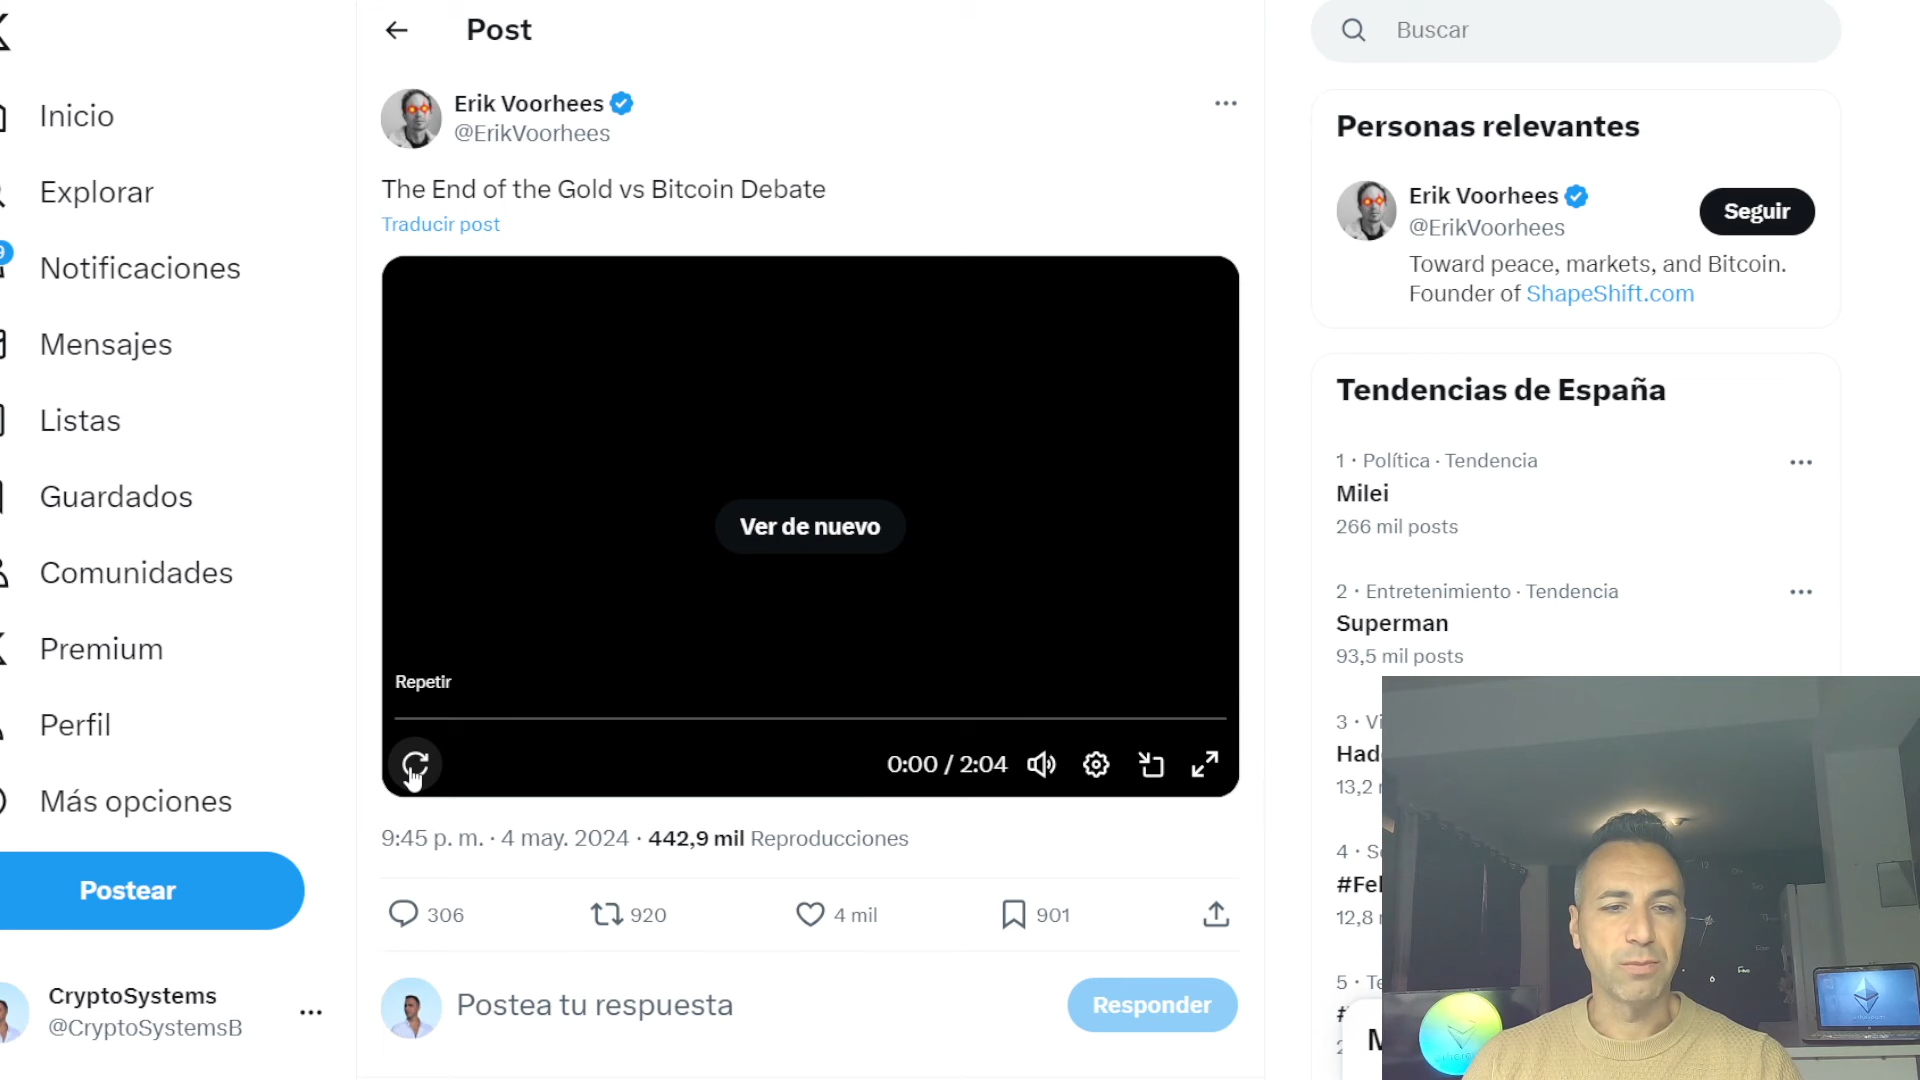 Post
Buscar
Inicio
Explorar
Notificaciones
Mensajes
Listas
Guardados
Comunidades
Premium
Perfil
Más opciones
Postear
CryptoSystems
@CryptoSystemsB
Erik Voorhees
@ErikVoorhees
The End of the Gold vs Bitcoin Debate
Traducir post
Ver de nuevo
Repetir
0:00 / 2:04
9:45 p. m. · 4 may. 2024 · 442,9 mil Reproducciones
306
920
4 mil
901
Postea tu respuesta
Responder
Personas relevantes
Erik Voorhees
@ErikVoorhees
Seguir
Toward peace, markets, and Bitcoin.
Founder of ShapeShift.com
Tendencias de España
1 · Política · Tendencia
Milei
266 mil posts
2 · Entretenimiento · Tendencia
Superman
93,5 mil posts
3 ·
13,2
4 ·
12,8
5 ·